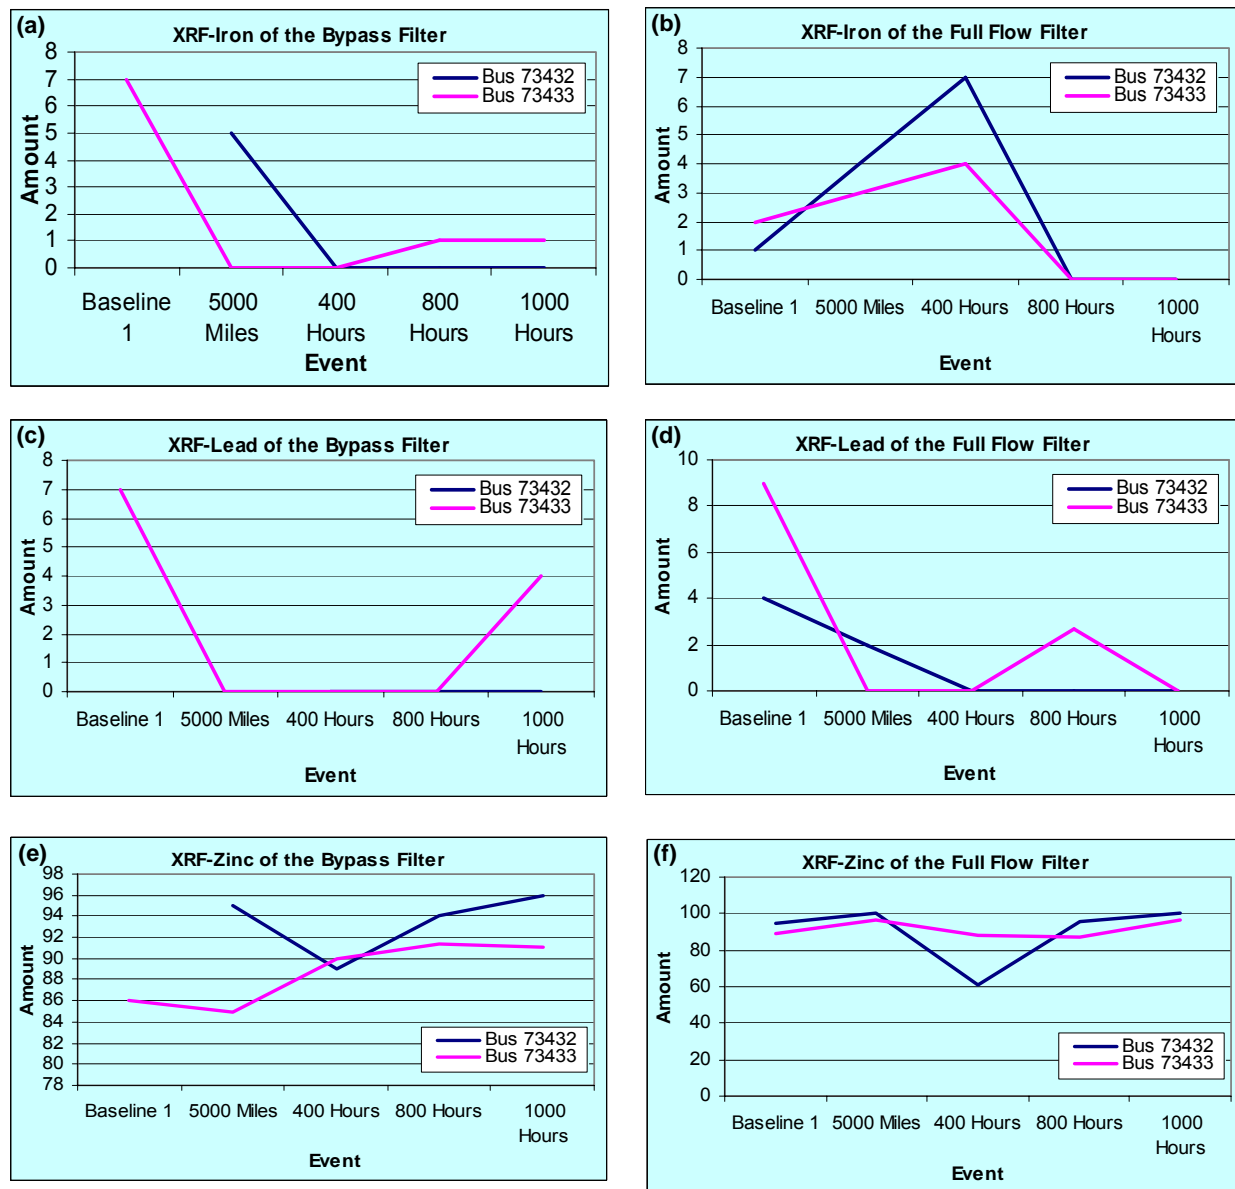 (a)
XRF-Iron of the Bypass Filter
8
7
6
5
4
3
2
1
0
Amount
Bus 73432
Bus 73433
Baseline 5000 400 800 1000
1 Miles Hours Hours Hours
Event
(b)
XRF-Iron of the Full Flow Filter
8
7
6
5
4
3
2
1
0
Amount
Bus 73432
Bus 73433
Baseline 1 5000 Miles 400 Hours 800 Hours 1000
Hours
Event
(c)
XRF-Lead of the Bypass Filter
8
7
6
5
4
3
2
1
0
Amount
Bus 73432
Bus 73433
Baseline 1 5000 Miles 400 Hours 800 Hours 1000
Hours
Event
(d)
XRF-Lead of the Full Flow Filter
10
8
6
4
2
0
Amount
Bus 73432
Bus 73433
Baseline 1 5000 Miles 400 Hours 800 Hours 1000
Hours
Event
(e)
XRF-Zinc of the Bypass Filter
98
96
94
92
90
88
86
84
82
80
78
Amount
Bus 73432
Bus 73433
Baseline 1 5000 Miles 400 Hours 800 Hours 1000
Hours
Event
(f)
XRF-Zinc of the Full Flow Filter
120
100
80
60
40
20
0
Amount
Bus 73432
Bus 73433
Baseline 1 5000 Miles 400 Hours 800 Hours 1000
Hours
Event